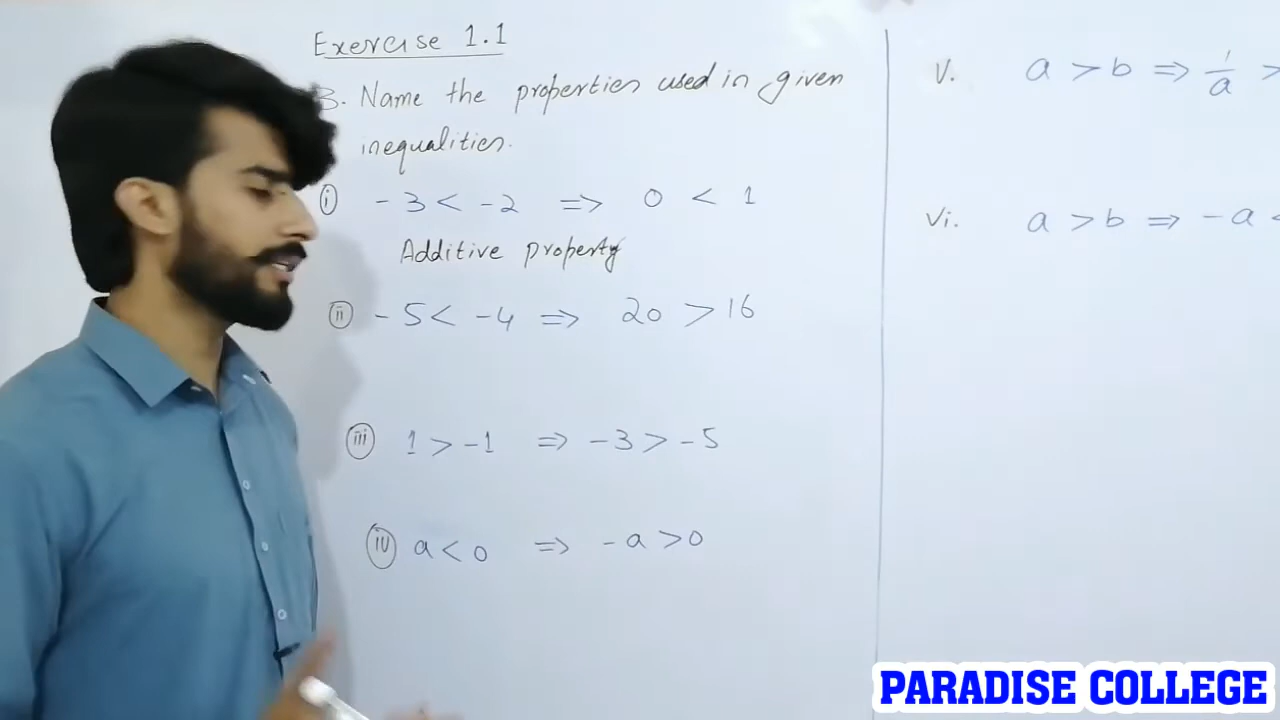 Exercise 1.1
3. Name the properties used in given
inequalities.
(i) -3 < -2 ⇒ 0 < 1
Additive property
(ii) -5 < -4 ⇒ 20 > 16
(iii) 1 > -1 ⇒ -3 > -5
(iv) a < 0 ⇒ -a > 0
V. a > b ⇒ 1/a >
Vi. a > b ⇒ -a <
PARADISE COLLEGE